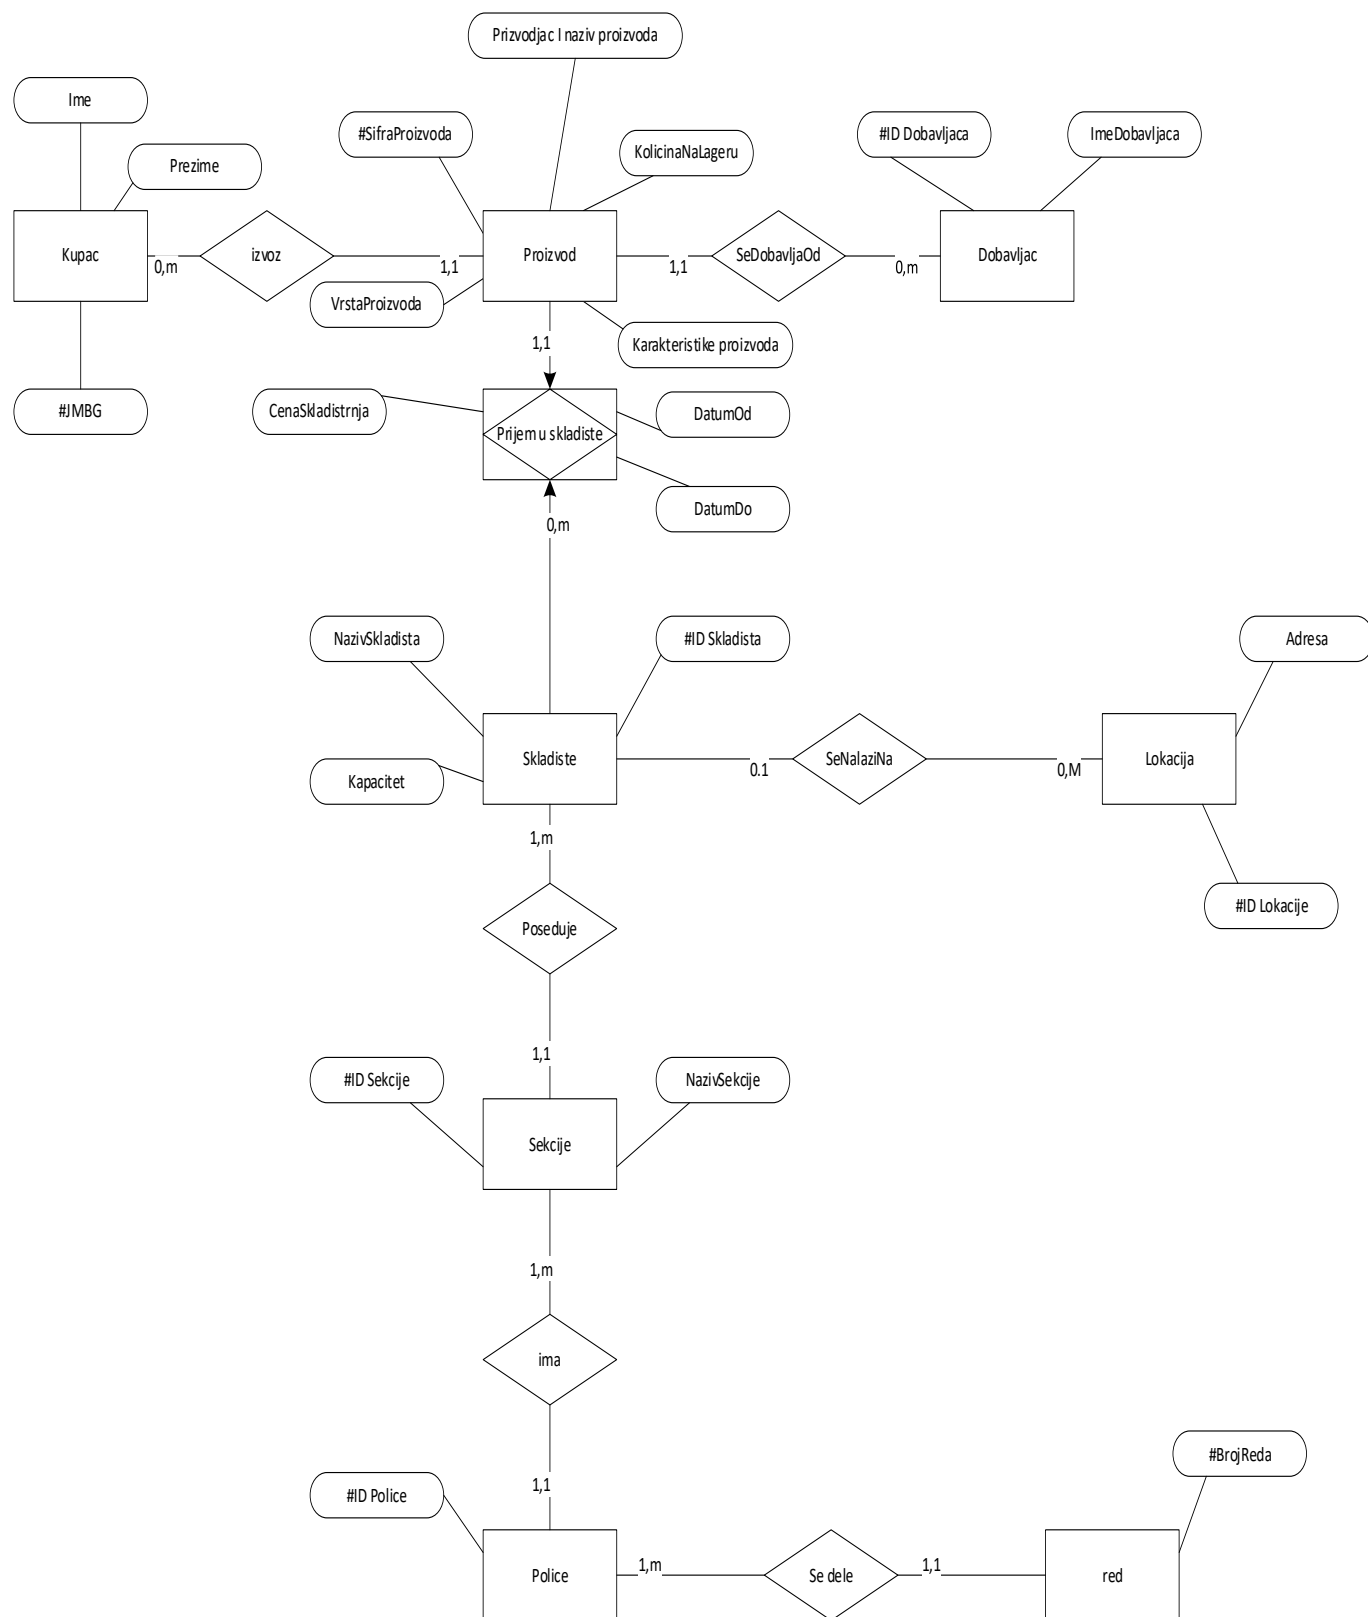 Prizvodjac I naziv proizvoda
Ime
#SifraProizvoda
#ID Dobavljaca
ImeDobavljaca
KolicinaNaLageru
Prezime
Kupac
0,m
izvoz
1,1
Proizvod
1,1
SeDobavljaOd
0,m
Dobavljac
VrstaProizvoda
1,1
Karakteristike proizvoda
#JMBG
CenaSkladistrnja
DatumOd
Prijem u skladiste
DatumDo
0,m
NazivSkladista
#ID Skladista
Adresa
Skladiste
0.1
SeNalaziNa
0,M
Lokacija
Kapacitet
1,m
#ID Lokacije
Poseduje
1,1
#ID Sekcije
NazivSekcije
Sekcije
1,m
ima
#BrojReda
1,1
#ID Police
Police
1,m
Se dele
1,1
red